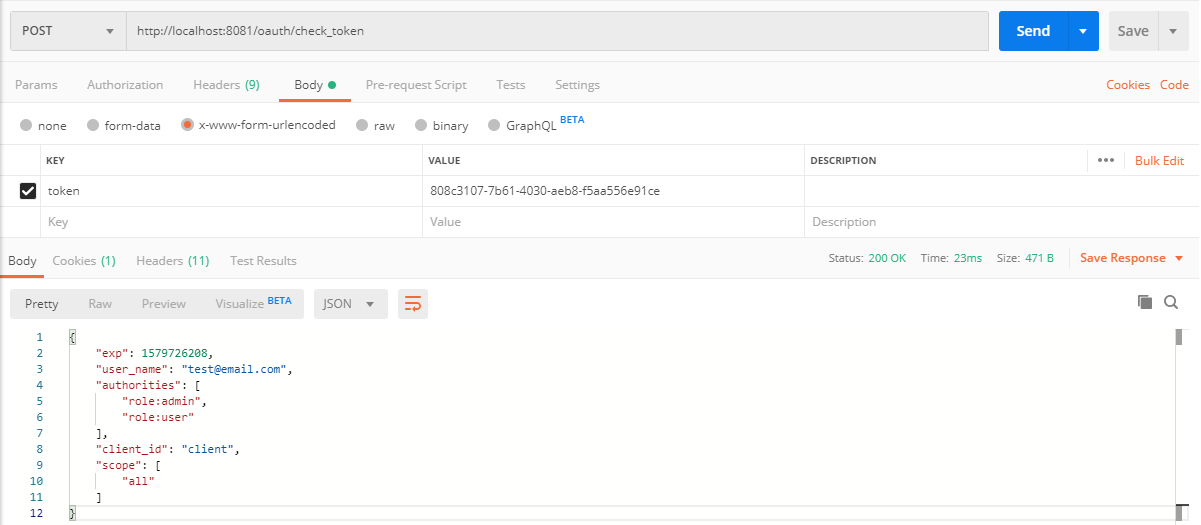 POST http://localhost:8081/oauth/check_token Send Save
Params Authorization Headers (9) Body Pre-request Script Tests Settings Cookies Code
none form-data x-www-form-urlencoded raw binary GraphQL BETA
KEY VALUE DESCRIPTION ••• Bulk Edit
token 808c3107-7b61-4030-aeb8-f5aa556e91ce
Key Value Description
Body Cookies (1) Headers (11) Test Results Status: 200 OK Time: 23ms Size: 471 B Save Response
Pretty Raw Preview Visualize BETA JSON
1 {
2 "exp": 1579726208,
3 "user_name": "test@email.com",
4 "authorities": [
5 "role:admin",
6 "role:user"
7 ],
8 "client_id": "client",
9 "scope": [
10 "all"
11 ]
12 }